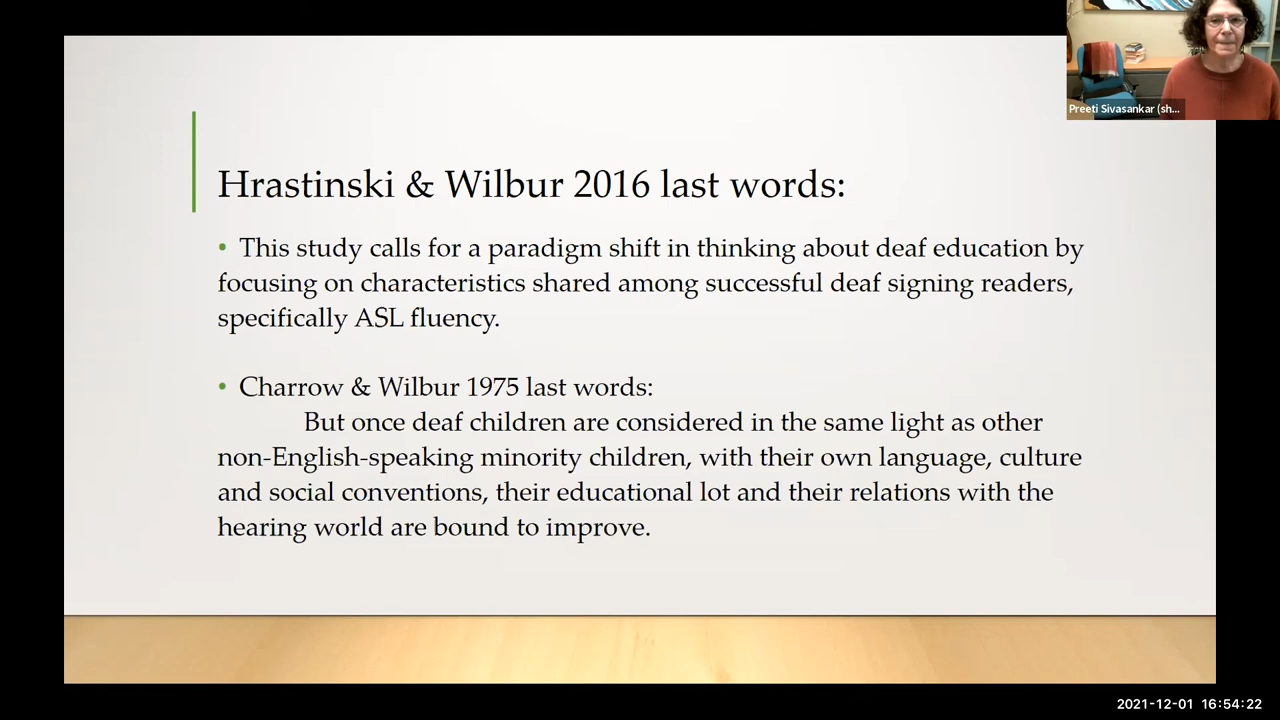 Preeti Sivasankar (sh...
Hrastinski & Wilbur 2016 last words:
• This study calls for a paradigm shift in thinking about deaf education by
focusing on characteristics shared among successful deaf signing readers,
specifically ASL fluency.
• Charrow & Wilbur 1975 last words:
But once deaf children are considered in the same light as other
non-English-speaking minority children, with their own language, culture
and social conventions, their educational lot and their relations with the
hearing world are bound to improve.
2021-12-01 16:54:22